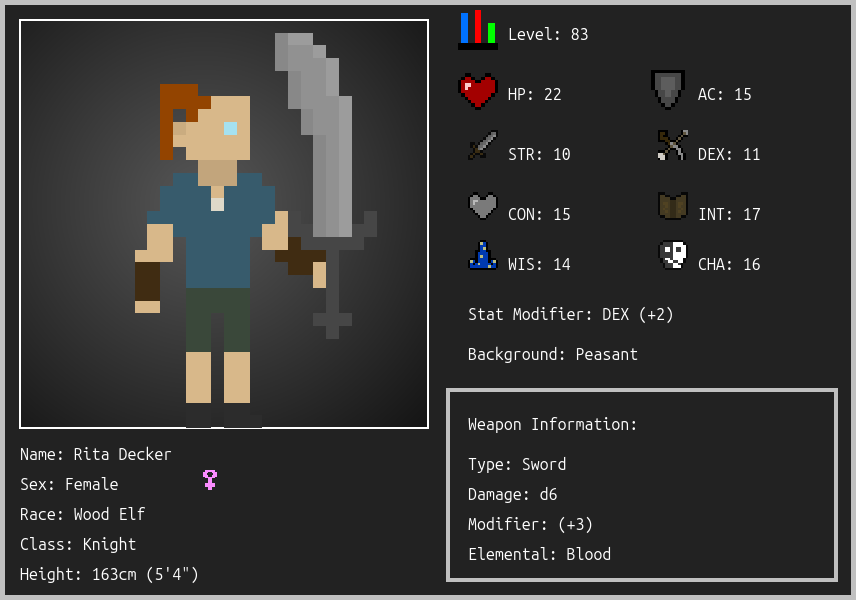 Level: 83
HP: 22
AC: 15
STR: 10
DEX: 11
CON: 15
INT: 17
WIS: 14
CHA: 16
Stat Modifier: DEX (+2)
Background: Peasant
Weapon Information:
Type: Sword
Damage: d6
Modifier: (+3)
Elemental: Blood
Name: Rita Decker
Sex: Female
Race: Wood Elf
Class: Knight
Height: 163cm (5'4")